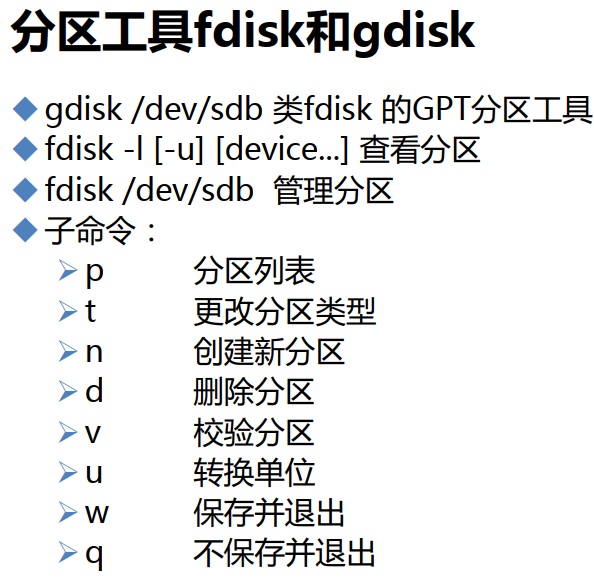 分区工具fdisk和gdisk
gdisk /dev/sdb 类fdisk 的GPT分区工具
fdisk -l [-u] [device...] 查看分区
fdisk /dev/sdb 管理分区
子命令：
p 分区列表
t 更改分区类型
n 创建新分区
d 删除分区
v 校验分区
u 转换单位
w 保存并退出
q 不保存并退出